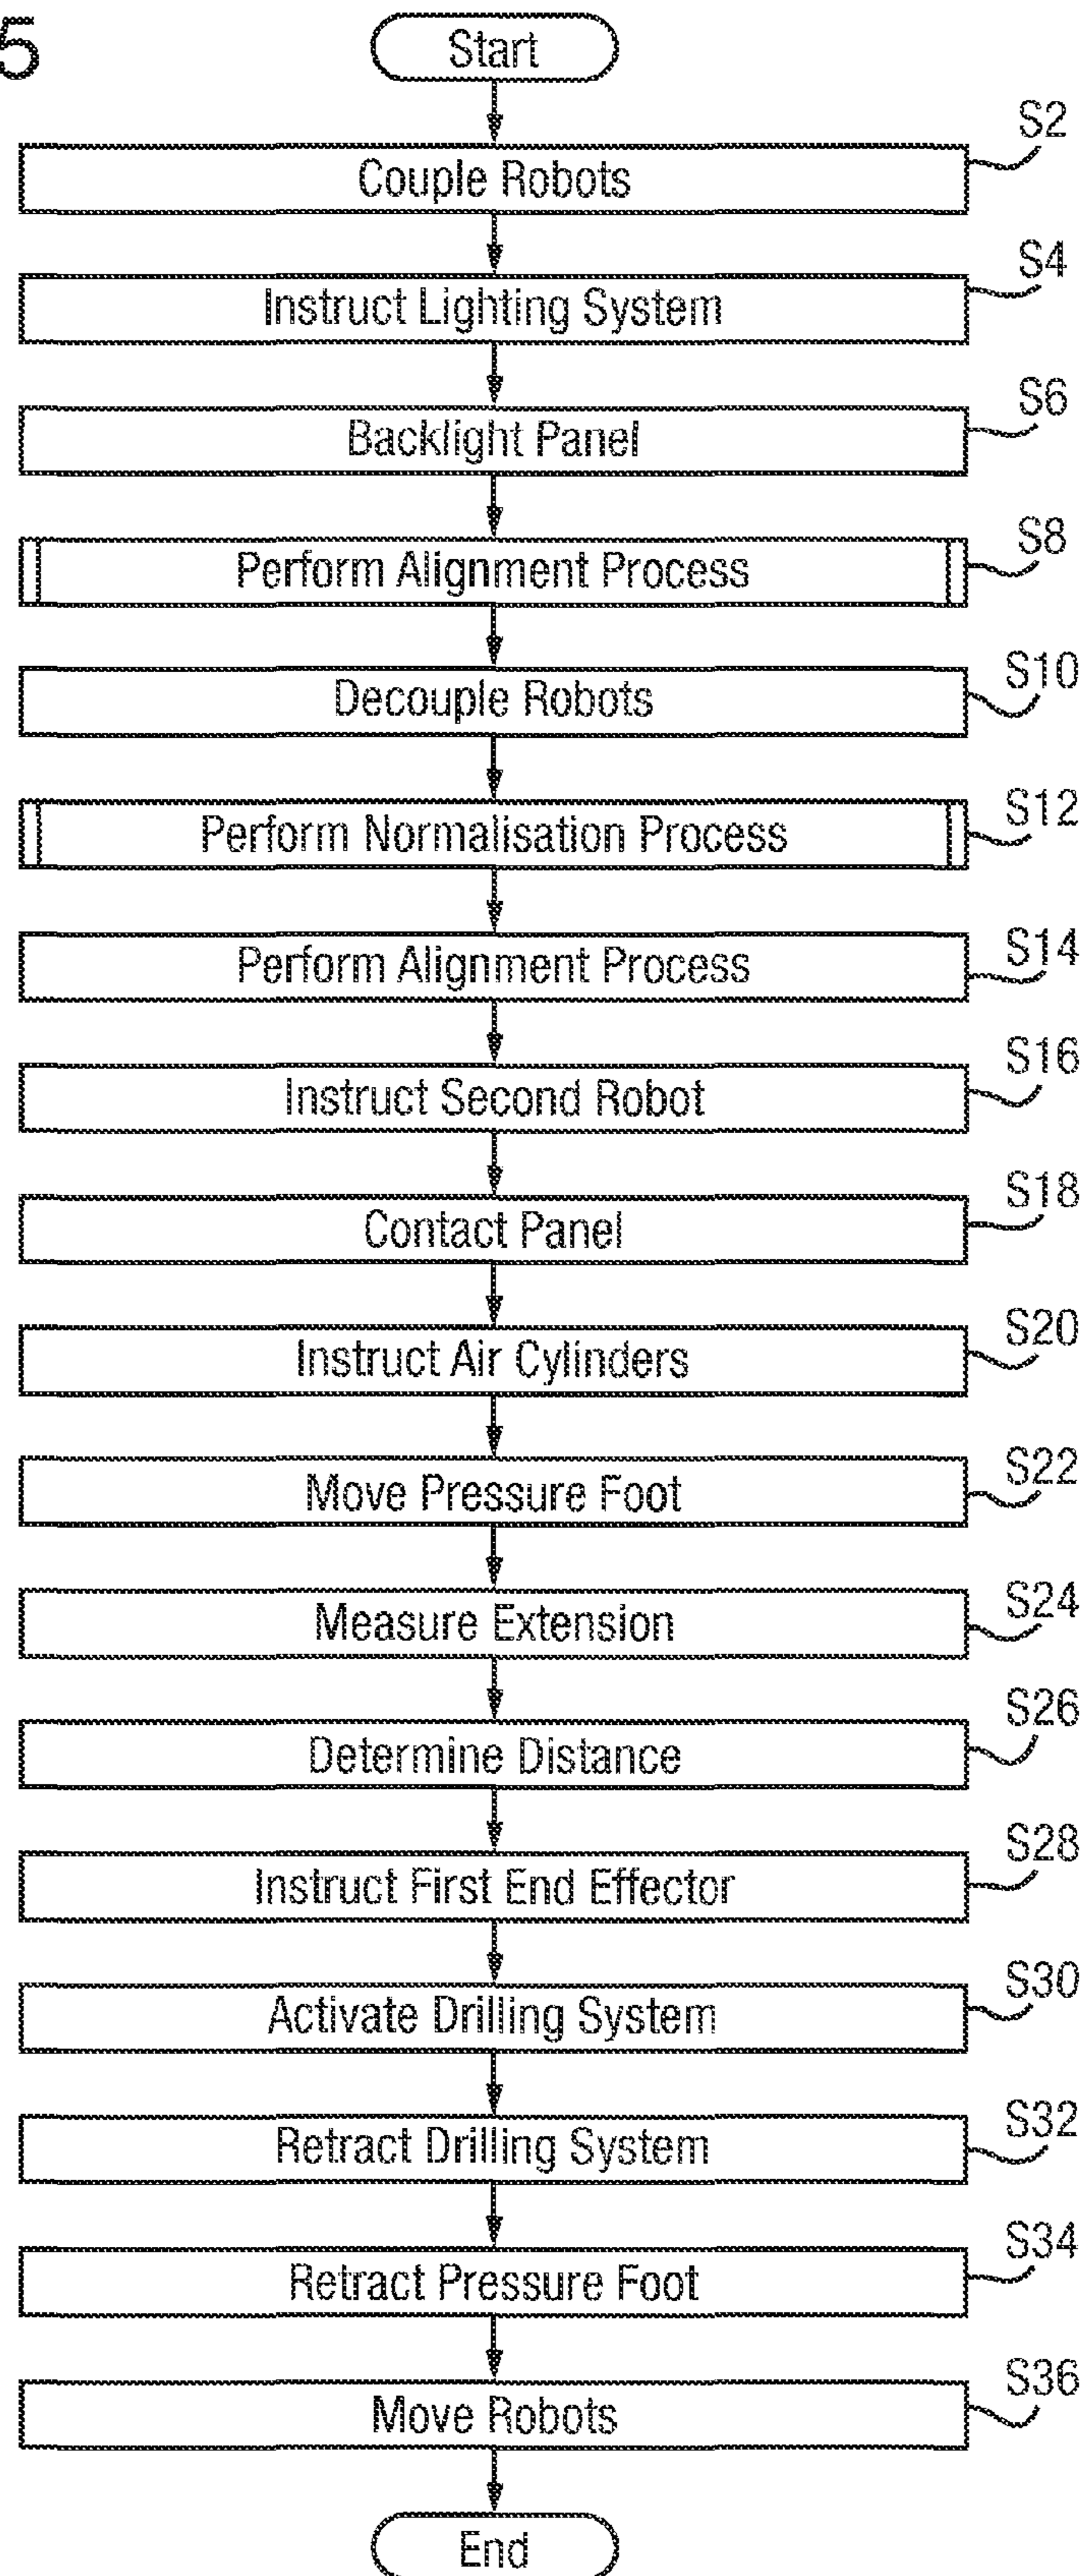 5
Start
S2
Couple Robots
S4
Instruct Lighting System
S6
Backlight Panel
S8
Perform Alignment Process
S10
Decouple Robots
S12
Perform Normalisation Process
S14
Perform Alignment Process
S16
Instruct Second Robot
S18
Contact Panel
S20
Instruct Air Cylinders
S22
Move Pressure Foot
S24
Measure Extension
S26
Determine Distance
S28
Instruct First End Effector
S30
Activate Drilling System
S32
Retract Drilling System
S34
Retract Pressure Foot
S36
Move Robots
End